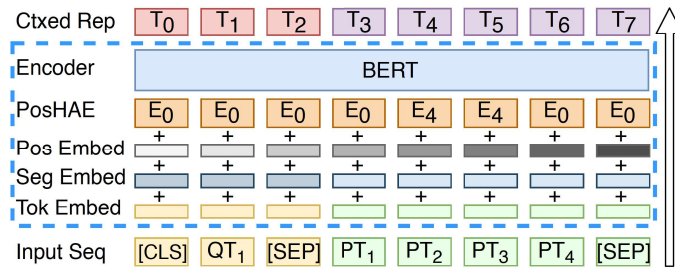 Ctxed Rep T0 T1 T2 T3 T4 T5 T6 T7
Encoder BERT
PosHAE E0 E0 E0 E0 E4 E4 E0 E0
+ + + + + + + +
Pos Embed
+ + + + + + + +
Seg Embed
+ + + + + + + +
Tok Embed
Input Seq [CLS] QT1 [SEP] PT1 PT2 PT3 PT4 [SEP]